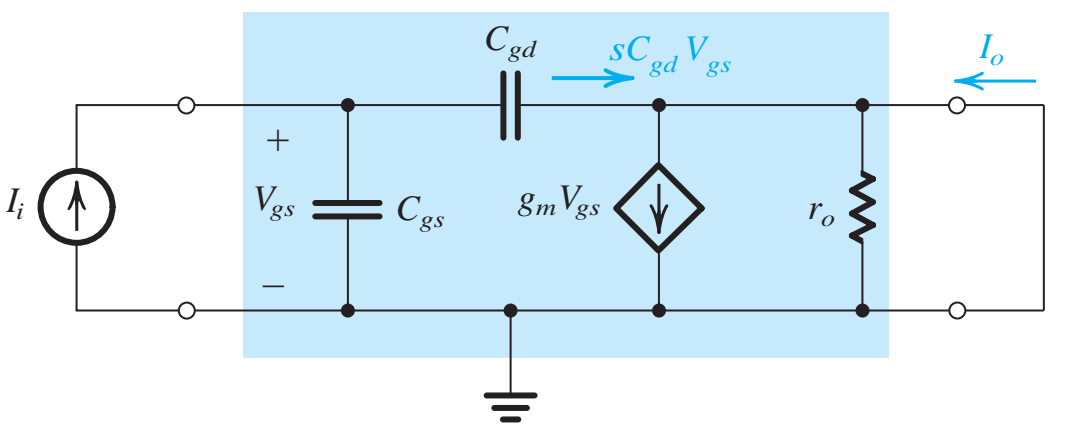 C_gd
sC_gd V_gs
I_o
+
I_i
V_gs
C_gs
g_m V_gs
r_o
−